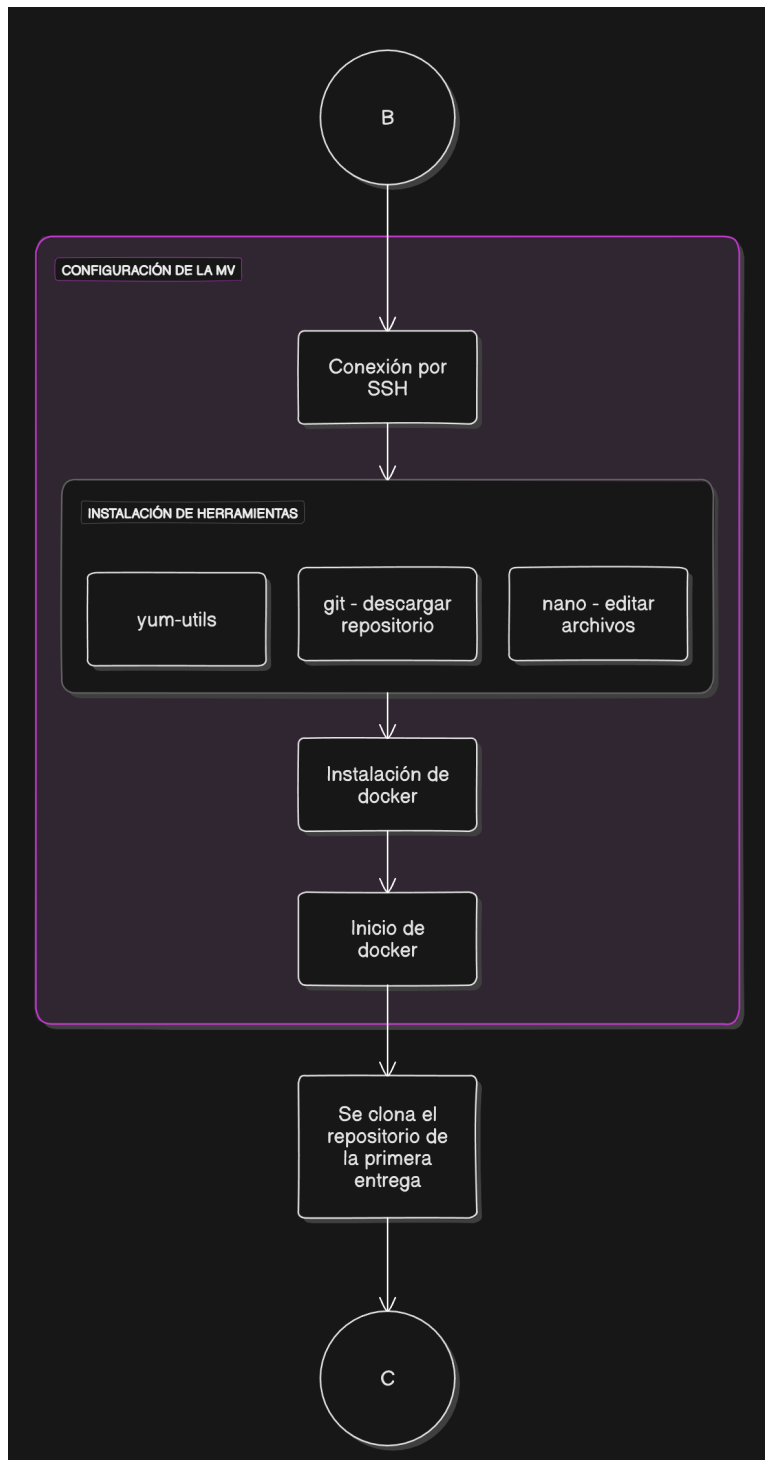 B
CONFIGURACIÓN DE LA MV
Conexión por
SSH
INSTALACIÓN DE HERRAMIENTAS
yum-utils
git - descargar
repositorio
nano - editar
archivos
Instalación de
docker
Inicio de
docker
Se clona el
repositorio de
la primera
entrega
C